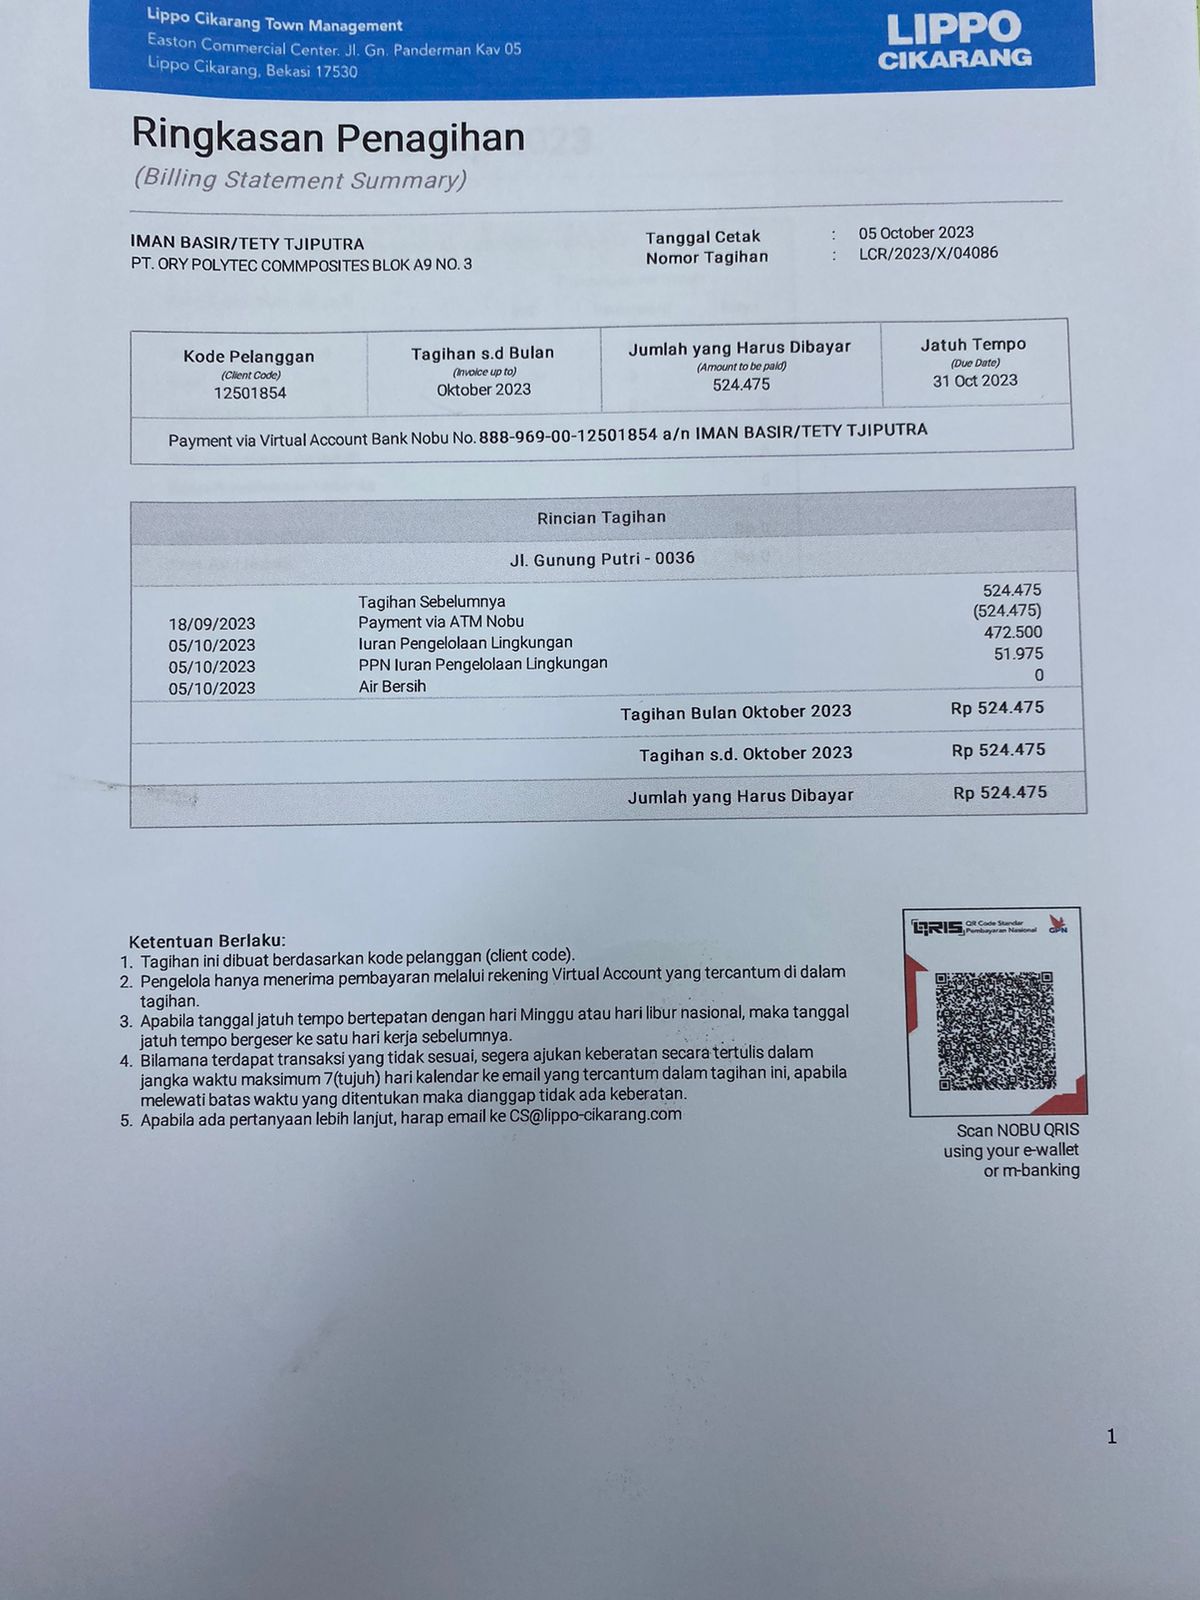 Lippo Cikarang Town Management
Easton Commercial Center. Jl. Gn. Panderman Kav 05
Lippo Cikarang, Bekasi 17530
LIPPO
CIKARANG
Ringkasan Penagihan
(Billing Statement Summary)
IMAN BASIR/TETY TJIPUTRA
PT. ORY POLYTEC COMMPOSITES BLOK A9 NO. 3
Tanggal Cetak : 05 October 2023
Nomor Tagihan : LCR/2023/X/04086
Kode Pelanggan
(Client Code)
12501854
Tagihan s.d Bulan
(Invoice up to)
Oktober 2023
Jumlah yang Harus Dibayar
(Amount to be paid)
524.475
Jatuh Tempo
(Due Date)
31 Oct 2023
Payment via Virtual Account Bank Nobu No. 888-969-00-12501854 a/n IMAN BASIR/TETY TJIPUTRA
Rincian Tagihan
Jl. Gunung Putri - 0036
Tagihan Sebelumnya 524.475
18/09/2023 Payment via ATM Nobu (524.475)
05/10/2023 Iuran Pengelolaan Lingkungan 472.500
05/10/2023 PPN Iuran Pengelolaan Lingkungan 51.975
05/10/2023 Air Bersih 0
Tagihan Bulan Oktober 2023 Rp 524.475
Tagihan s.d. Oktober 2023 Rp 524.475
Jumlah yang Harus Dibayar Rp 524.475
Ketentuan Berlaku:
1. Tagihan ini dibuat berdasarkan kode pelanggan (client code).
2. Pengelola hanya menerima pembayaran melalui rekening Virtual Account yang tercantum di dalam
tagihan.
3. Apabila tanggal jatuh tempo bertepatan dengan hari Minggu atau hari libur nasional, maka tanggal
jatuh tempo bergeser ke satu hari kerja sebelumnya.
4. Bilamana terdapat transaksi yang tidak sesuai, segera ajukan keberatan secara tertulis dalam
jangka waktu maksimum 7(tujuh) hari kalendar ke email yang tercantum dalam tagihan ini, apabila
melewati batas waktu yang ditentukan maka dianggap tidak ada keberatan.
5. Apabila ada pertanyaan lebih lanjut, harap email ke CS@lippo-cikarang.com
QRIS QR Code Standar
Pembayaran Nasional
GPN
Scan NOBU QRIS
using your e-wallet
or m-banking
1